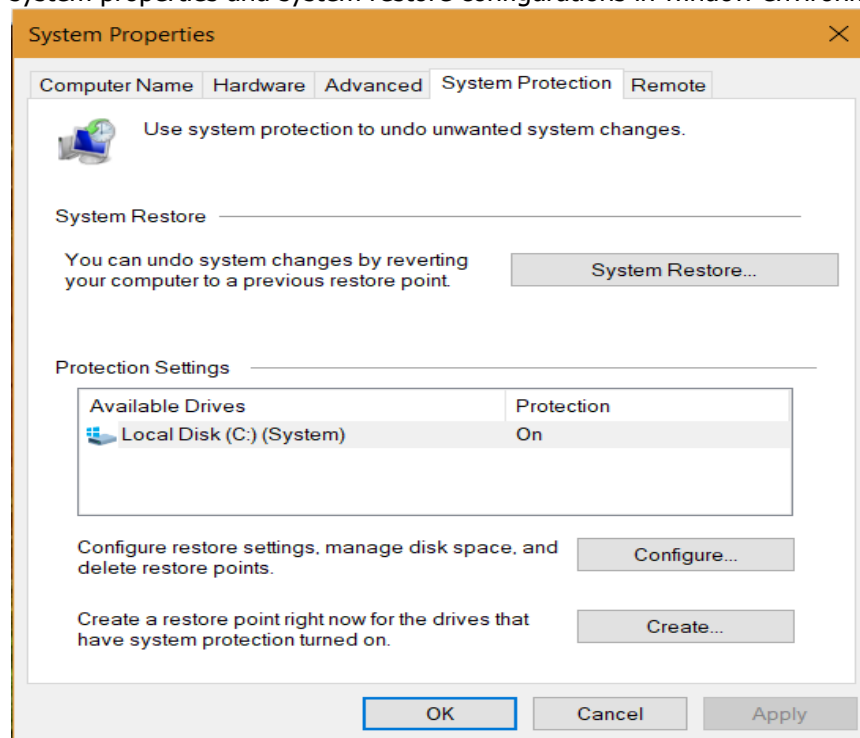 System Properties
Computer Name Hardware Advanced System Protection Remote
Use system protection to undo unwanted system changes.
System Restore
You can undo system changes by reverting
your computer to a previous restore point.
System Restore...
Protection Settings
Available Drives Protection
Local Disk (C:) (System) On
Configure restore settings, manage disk space, and
delete restore points.
Configure...
Create a restore point right now for the drives that
have system protection turned on.
Create...
OK Cancel Apply